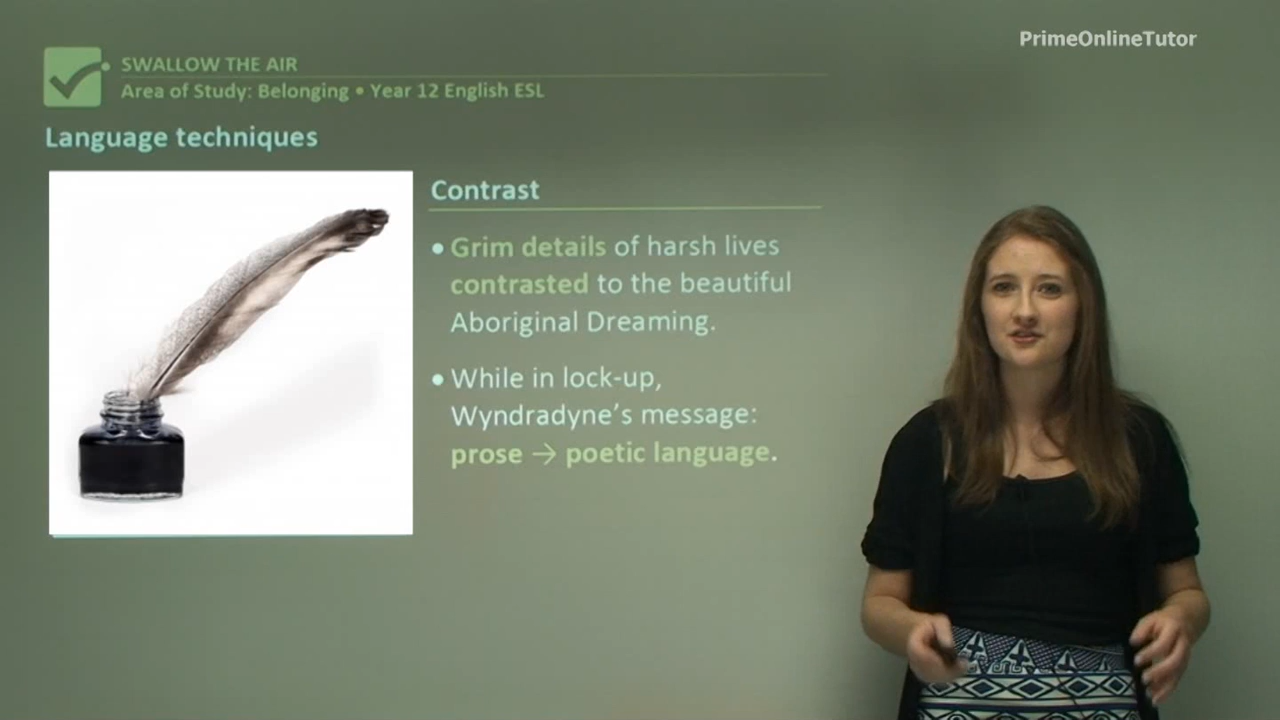 PrimeOnlineTutor
SWALLOW THE AIR
Area of Study: Belonging • Year 12 English ESL
Language techniques
Contrast
• Grim details of harsh lives
contrasted to the beautiful
Aboriginal Dreaming.
• While in lock-up,
Wyndradyne’s message:
prose → poetic language.